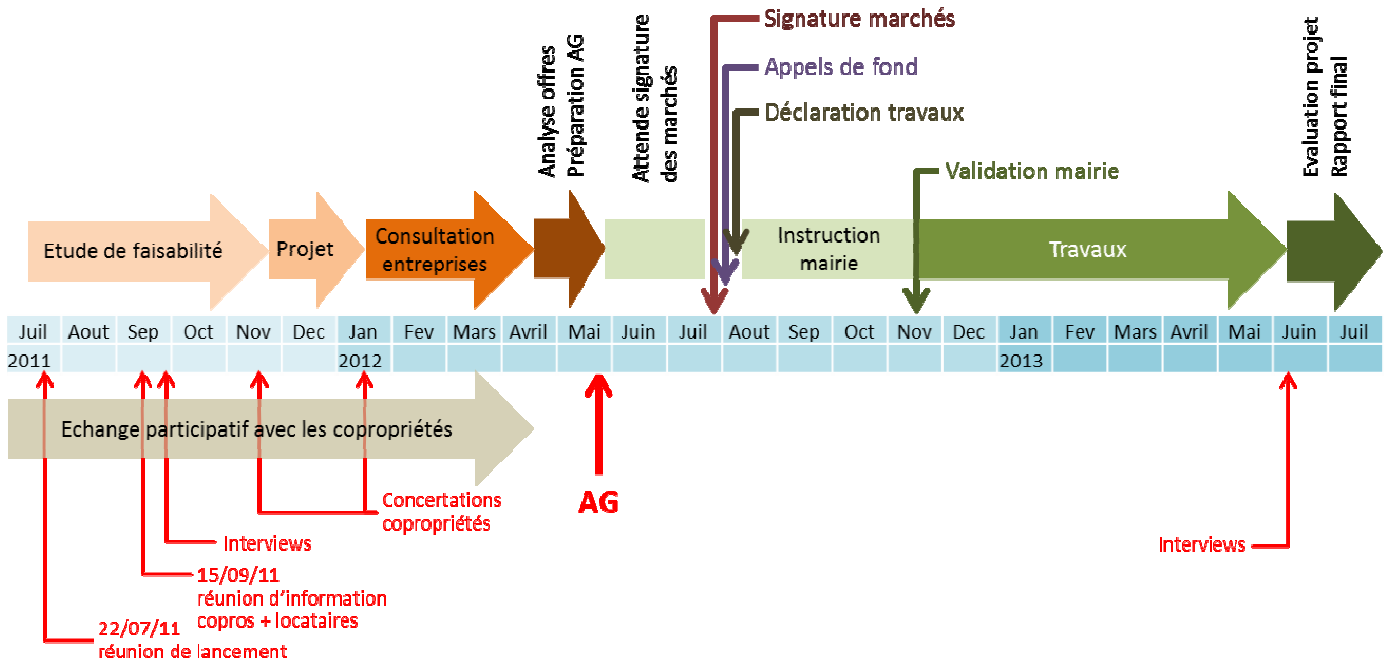 Signature marchés
Appels de fond
Déclaration travaux
Validation mairie
Analyse offres
Préparation AG
Attende signature
des marchés
Evaluation projet
Rapport final
Etude de faisabilité
Projet
Consultation
entreprises
Instruction
mairie
Travaux
Juil Aout Sep Oct Nov Dec Jan Fev Mars Avril Mai Juin Juil Aout Sep Oct Nov Dec Jan Fev Mars Avril Mai Juin Juil
2011 2012 2013
Echange participatif avec les copropriétés
AG
Concertations
copropriétés
Interviews
Interviews
15/09/11
réunion d’information
copros + locataires
22/07/11
réunion de lancement